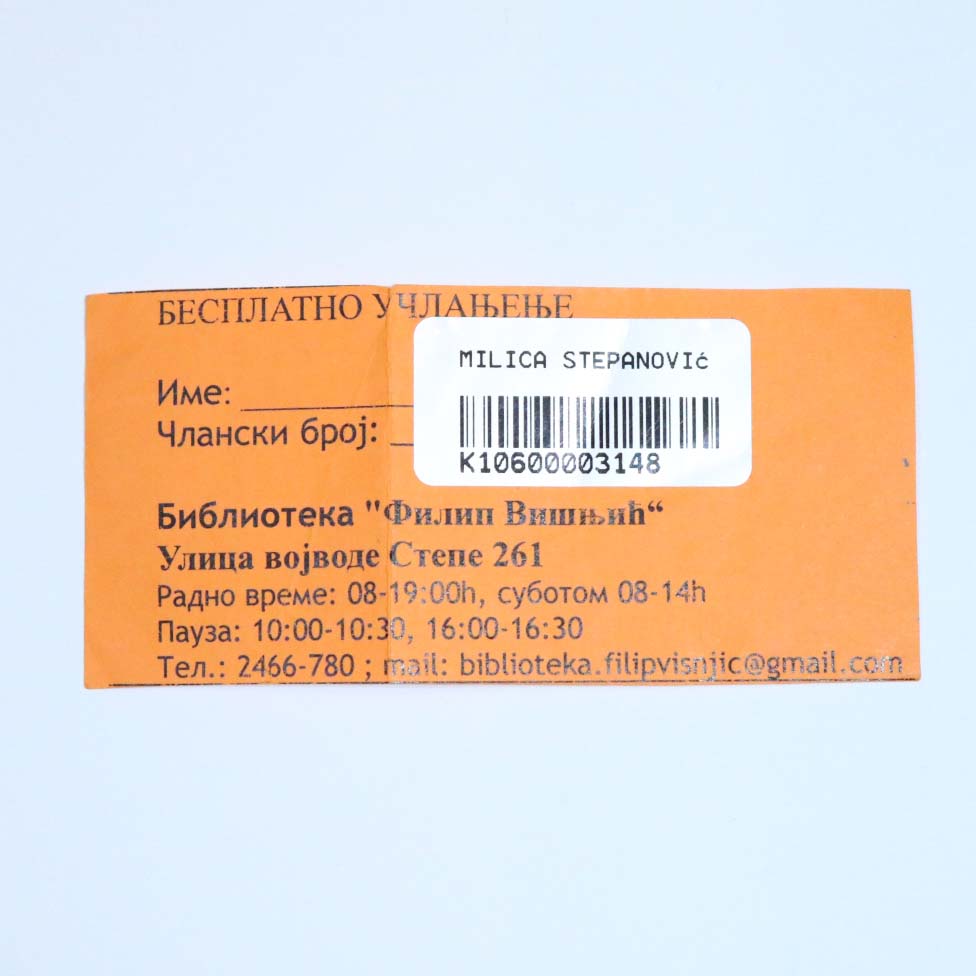 БЕСПЛАТНО УЧЛАЊЕЊЕ
MILICA STEPANOVIć
Име:
Члански број:
K10600003148
Библиотека "Филип Вишњић“
Улица војводе Степе 261
Радно време: 08-19:00h, суботом 08-14h
Пауза: 10:00-10:30, 16:00-16:30
Тел.: 2466-780 ; mail: biblioteka.filipvisnjic@gmail.com